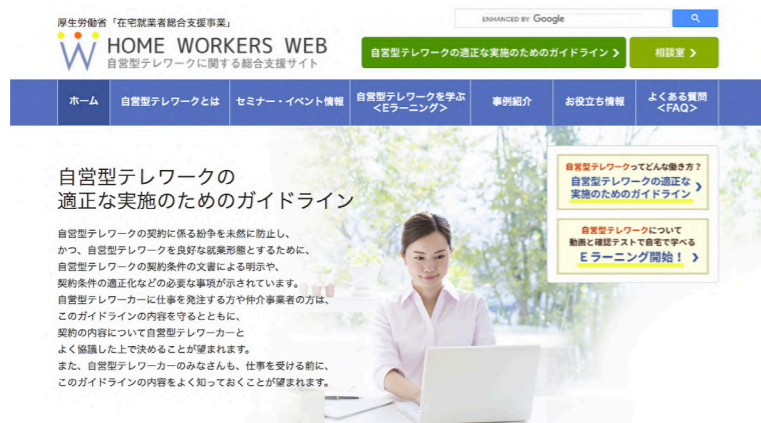 厚生労働省「在宅就業者総合支援事業」
ENHANCED BY Google
HOME WORKERS WEB
自営型テレワークに関する総合支援サイト
自営型テレワークの適正な実施のためのガイドライン
相談室
ホーム
自営型テレワークとは
セミナー・イベント情報
自営型テレワークを学ぶ
<Eラーニング>
事例紹介
お役立ち情報
よくある質問
<FAQ>
自営型テレワークの
適正な実施のためのガイドライン
自営型テレワークの契約に係る紛争を未然に防止し、
かつ、自営型テレワークを良好な就業形態とするために、
自営型テレワークの契約条件の文書による明示や、
契約条件の適正化などの必要な事項が示されています。
自営型テレワーカーに仕事を発注する方や仲介事業者の方は、
このガイドラインの内容を守るとともに、
契約の内容について自営型テレワーカーと
よく協議した上で決めることが望まれます。
また、自営型テレワーカーのみなさんも、仕事を受ける前に、
このガイドラインの内容をよく知っておくことが望まれます。
自営型テレワークってどんな働き方？
自営型テレワークの適正な
実施のためのガイドライン
自営型テレワークについて
動画と確認テストで自宅で学べる
Eラーニング開始！